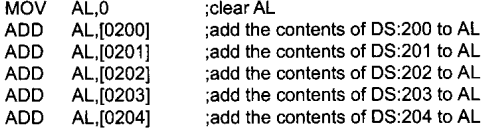 MOV AL,0 ;clear AL
ADD AL,[0200] ;add the contents of DS:200 to AL
ADD AL,[0201] ;add the contents of DS:201 to AL
ADD AL,[0202] ;add the contents of DS:202 to AL
ADD AL,[0203] ;add the contents of DS:203 to AL
ADD AL,[0204] ;add the contents of DS:204 to AL